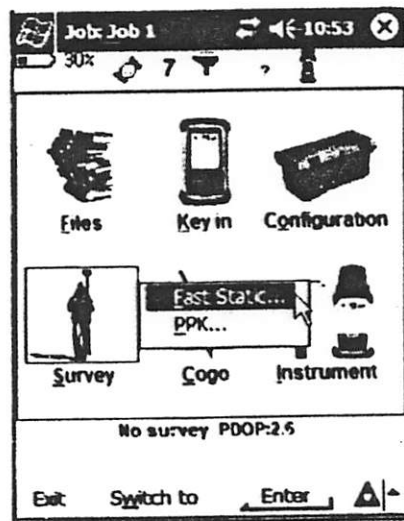 Job: Job 1 10:53
30% 7 ?
Files Key in Configuration
Fast Static...
PPK...
Survey Cogo Instrument
No survey PDOP:2.6
Exit Switch to Enter